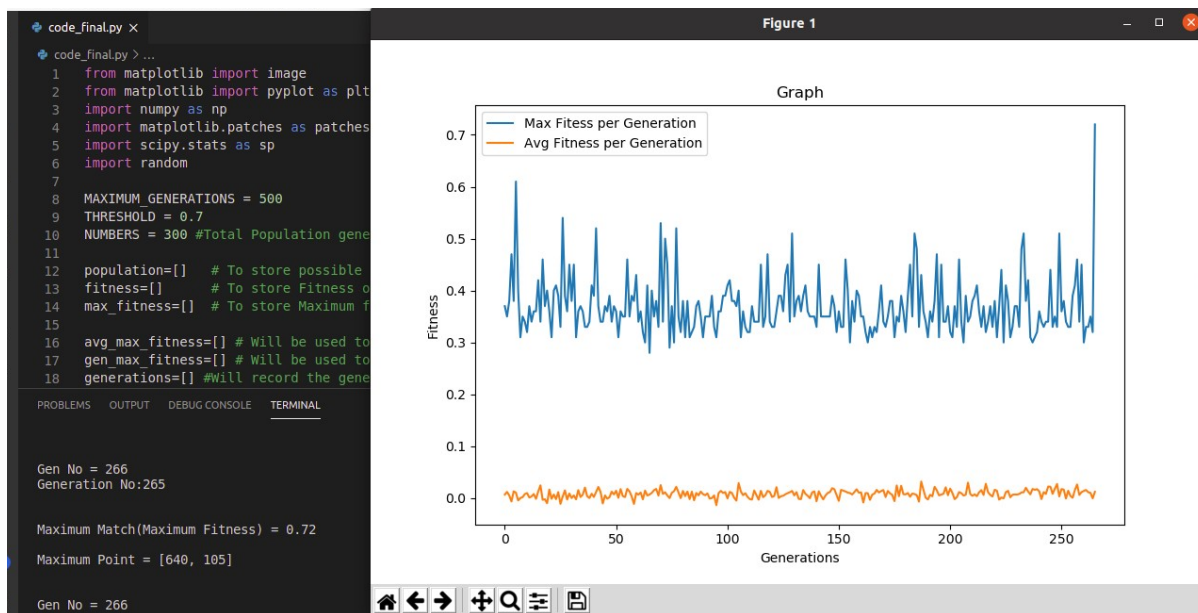 code_final.py
code_final.py > ...
1 from matplotlib import image
2 from matplotlib import pyplot as plt
3 import numpy as np
4 import matplotlib.patches as patches
5 import scipy.stats as sp
6 import random
7
8 MAXIMUM_GENERATIONS = 500
9 THRESHOLD = 0.7
10 NUMBERS = 300 #Total Population gene
11
12 population=[] # To store possible
13 fitness=[] # To store Fitness o
14 max_fitness=[] # To store Maximum f
15
16 avg_max_fitness=[] # Will be used to
17 gen_max_fitness=[] # Will be used to
18 generations=[] #Will record the gene
PROBLEMS OUTPUT DEBUG CONSOLE TERMINAL
Gen No = 266
Generation No:265
Maximum Match(Maximum Fitness) = 0.72
Maximum Point = [640, 105]
Gen No = 266
Figure 1
Graph
Max Fitess per Generation
Avg Fitness per Generation
0.7
0.6
0.5
0.4
0.3
0.2
0.1
0.0
Fitness
0 50 100 150 200 250
Generations